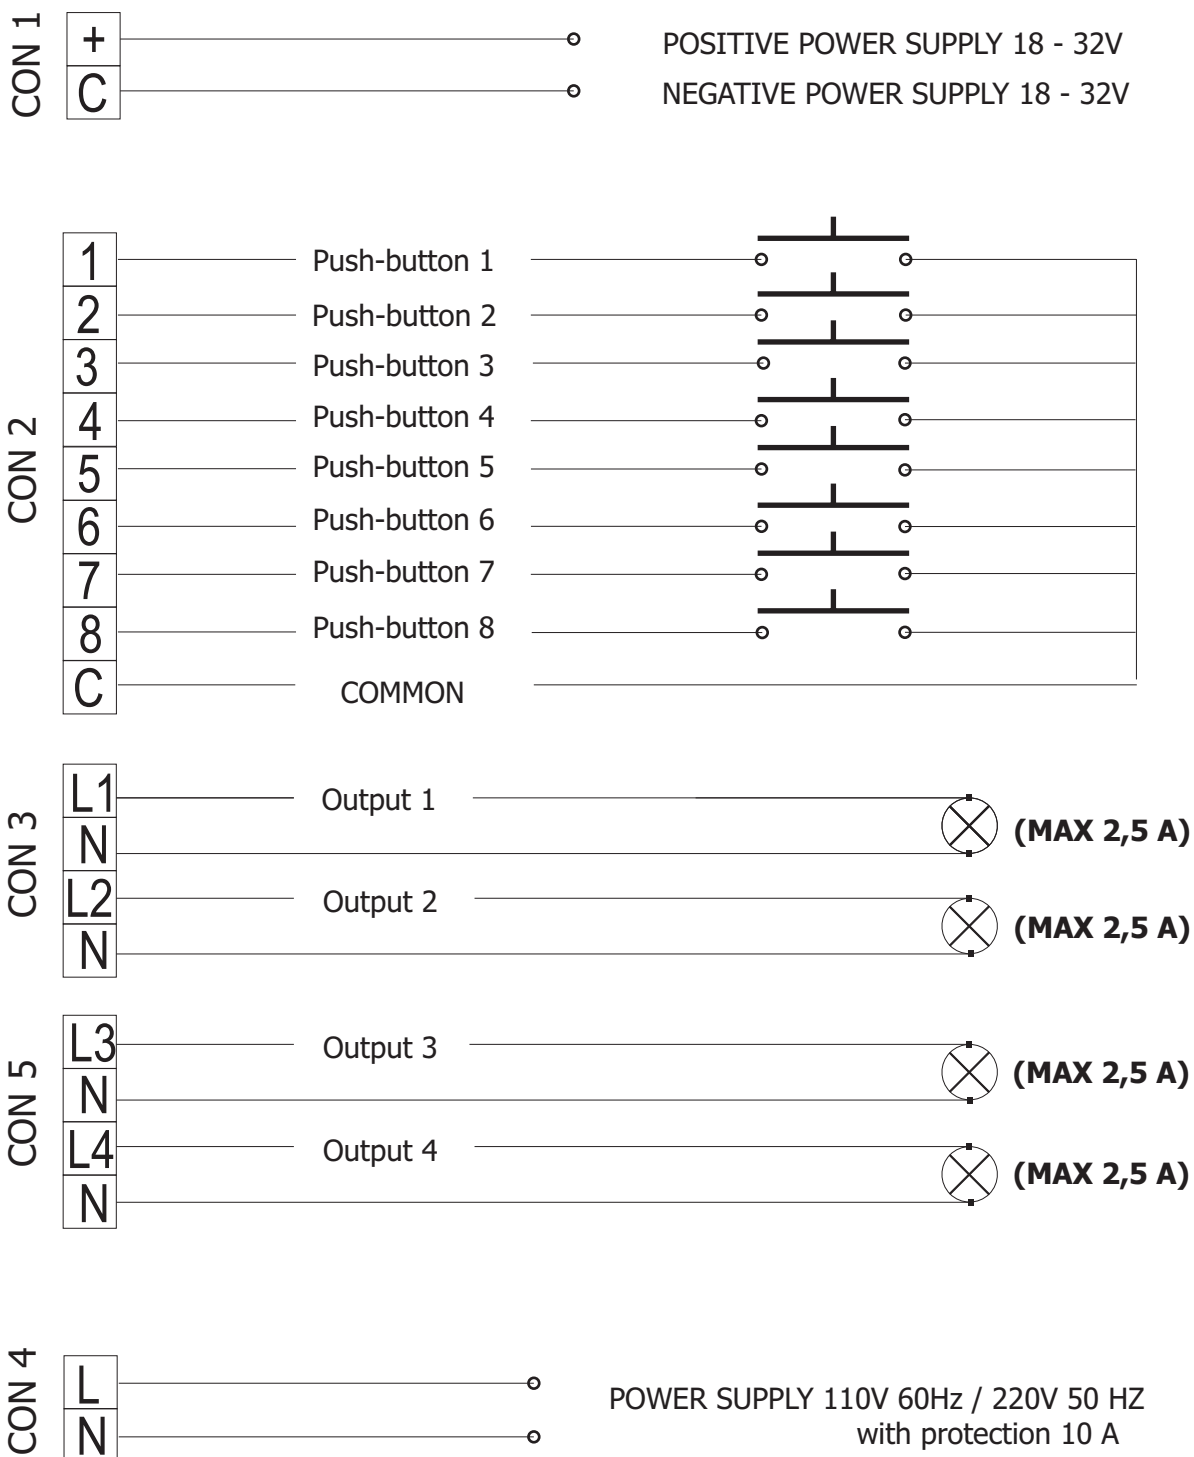 CON 1
+
POSITIVE POWER SUPPLY 18 - 32V
C
NEGATIVE POWER SUPPLY 18 - 32V
CON 2
1
Push-button 1
2
Push-button 2
3
Push-button 3
4
Push-button 4
5
Push-button 5
6
Push-button 6
7
Push-button 7
8
Push-button 8
C
COMMON
CON 3
L1
Output 1
(MAX 2,5 A)
N
L2
Output 2
(MAX 2,5 A)
N
CON 5
L3
Output 3
(MAX 2,5 A)
N
L4
Output 4
(MAX 2,5 A)
N
CON 4
L
N
POWER SUPPLY 110V 60Hz / 220V 50 HZ
with protection 10 A